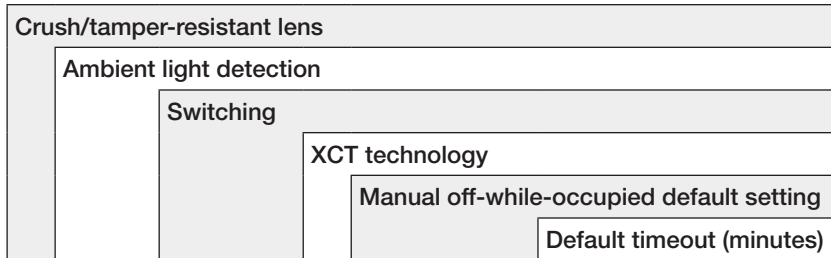 Crush/tamper-resistant lens
Ambient light detection
Switching
XCT technology
Manual off-while-occupied default setting
Default timeout (minutes)